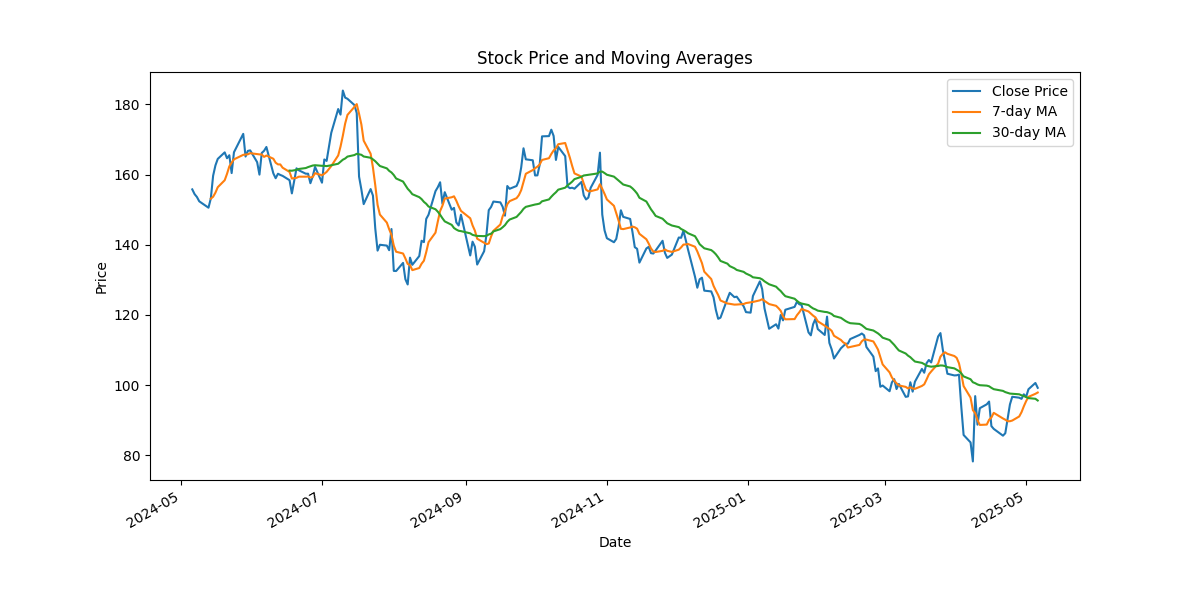 Stock Price and Moving Averages
Close Price
7-day MA
30-day MA
Price
180
160
140
120
100
80
2024-05
2024-07
2024-09
2024-11
2025-01
2025-03
2025-05
Date